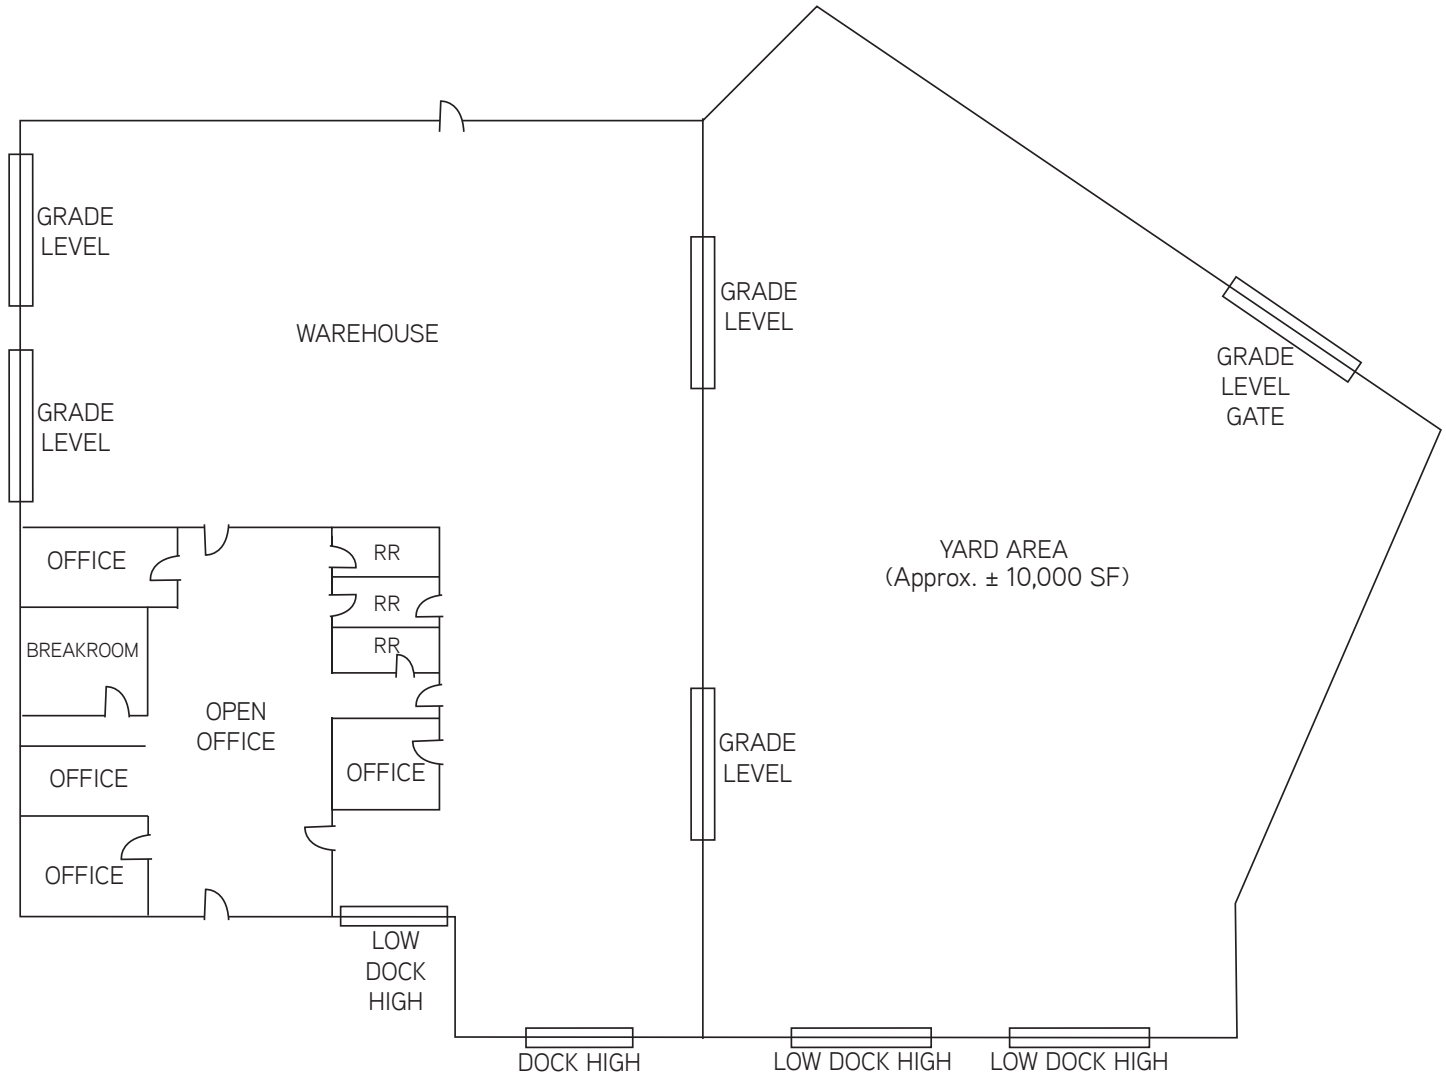 GRADE
LEVEL
WAREHOUSE
GRADE
LEVEL
GRADE
LEVEL
GRADE
LEVEL
GATE
YARD AREA
(Approx. ± 10,000 SF)
OFFICE
RR
RR
RR
BREAKROOM
OPEN
OFFICE
OFFICE
OFFICE
OFFICE
GRADE
LEVEL
LOW
DOCK
HIGH
DOCK HIGH
LOW DOCK HIGH
LOW DOCK HIGH